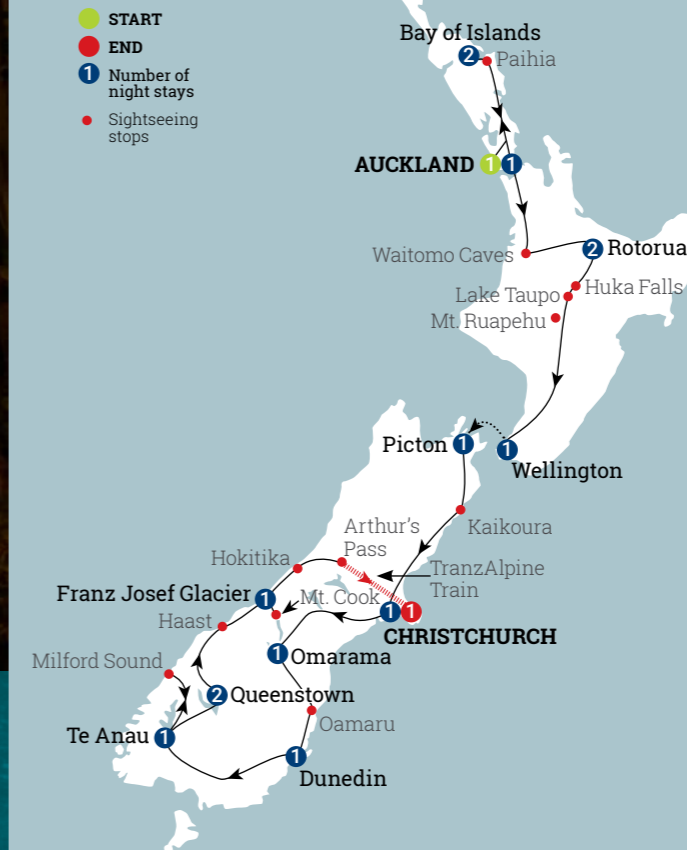 START
END
1 Number of
night stays
Sightseeing
stops
Bay of Islands
2 Paihia
AUCKLAND 1 1
Waitomo Caves
2 Rotorua
Huka Falls
Lake Taupo
Mt. Ruapehu
Picton 1
1
Wellington
Kaikoura
Arthur's
Pass
TranzAlpine
Train
Hokitika
Franz Josef Glacier 1
Mt. Cook
1 1
CHRISTCHURCH
Haast
1 Omarama
Milford Sound
2 Queenstown
Oamaru
Te Anau 1
1
Dunedin